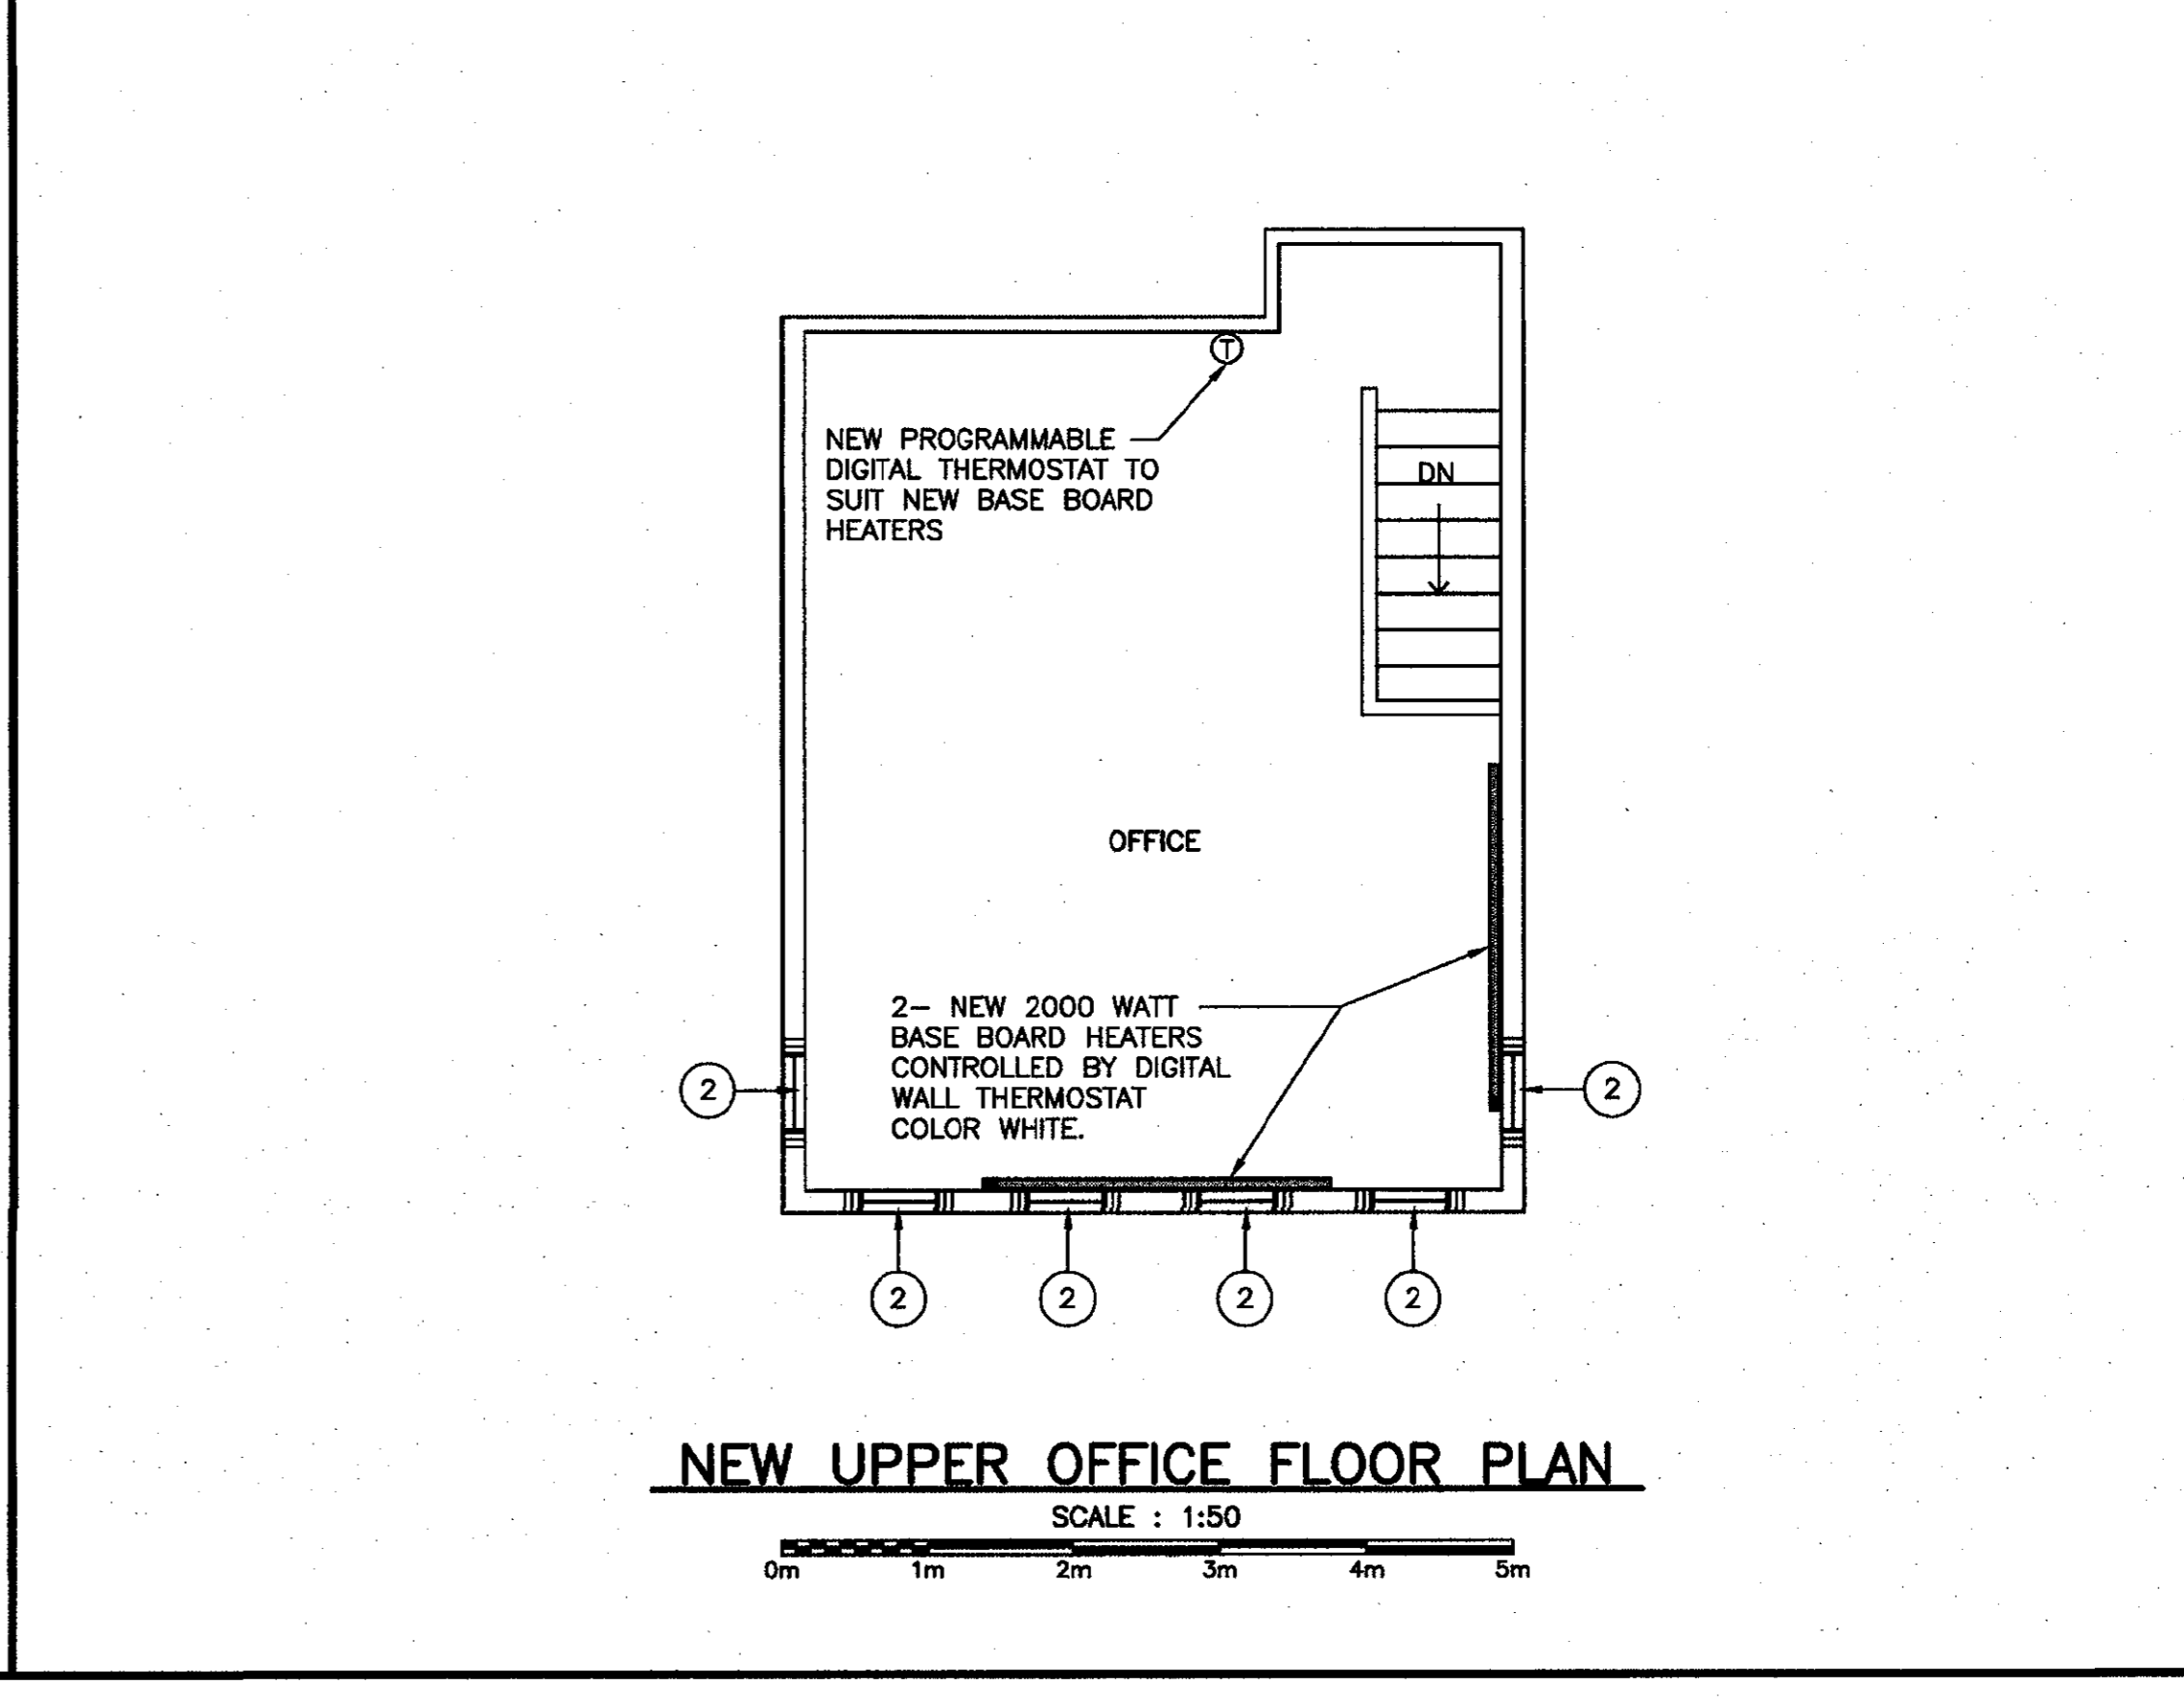 T
NEW PROGRAMMABLE
DIGITAL THERMOSTAT TO
SUIT NEW BASE BOARD
HEATERS
DN
OFFICE
2- NEW 2000 WATT
BASE BOARD HEATERS
CONTROLLED BY DIGITAL
WALL THERMOSTAT
COLOR WHITE.
2
2
2
2
2
2
NEW UPPER OFFICE FLOOR PLAN
SCALE : 1:50
0m 1m 2m 3m 4m 5m